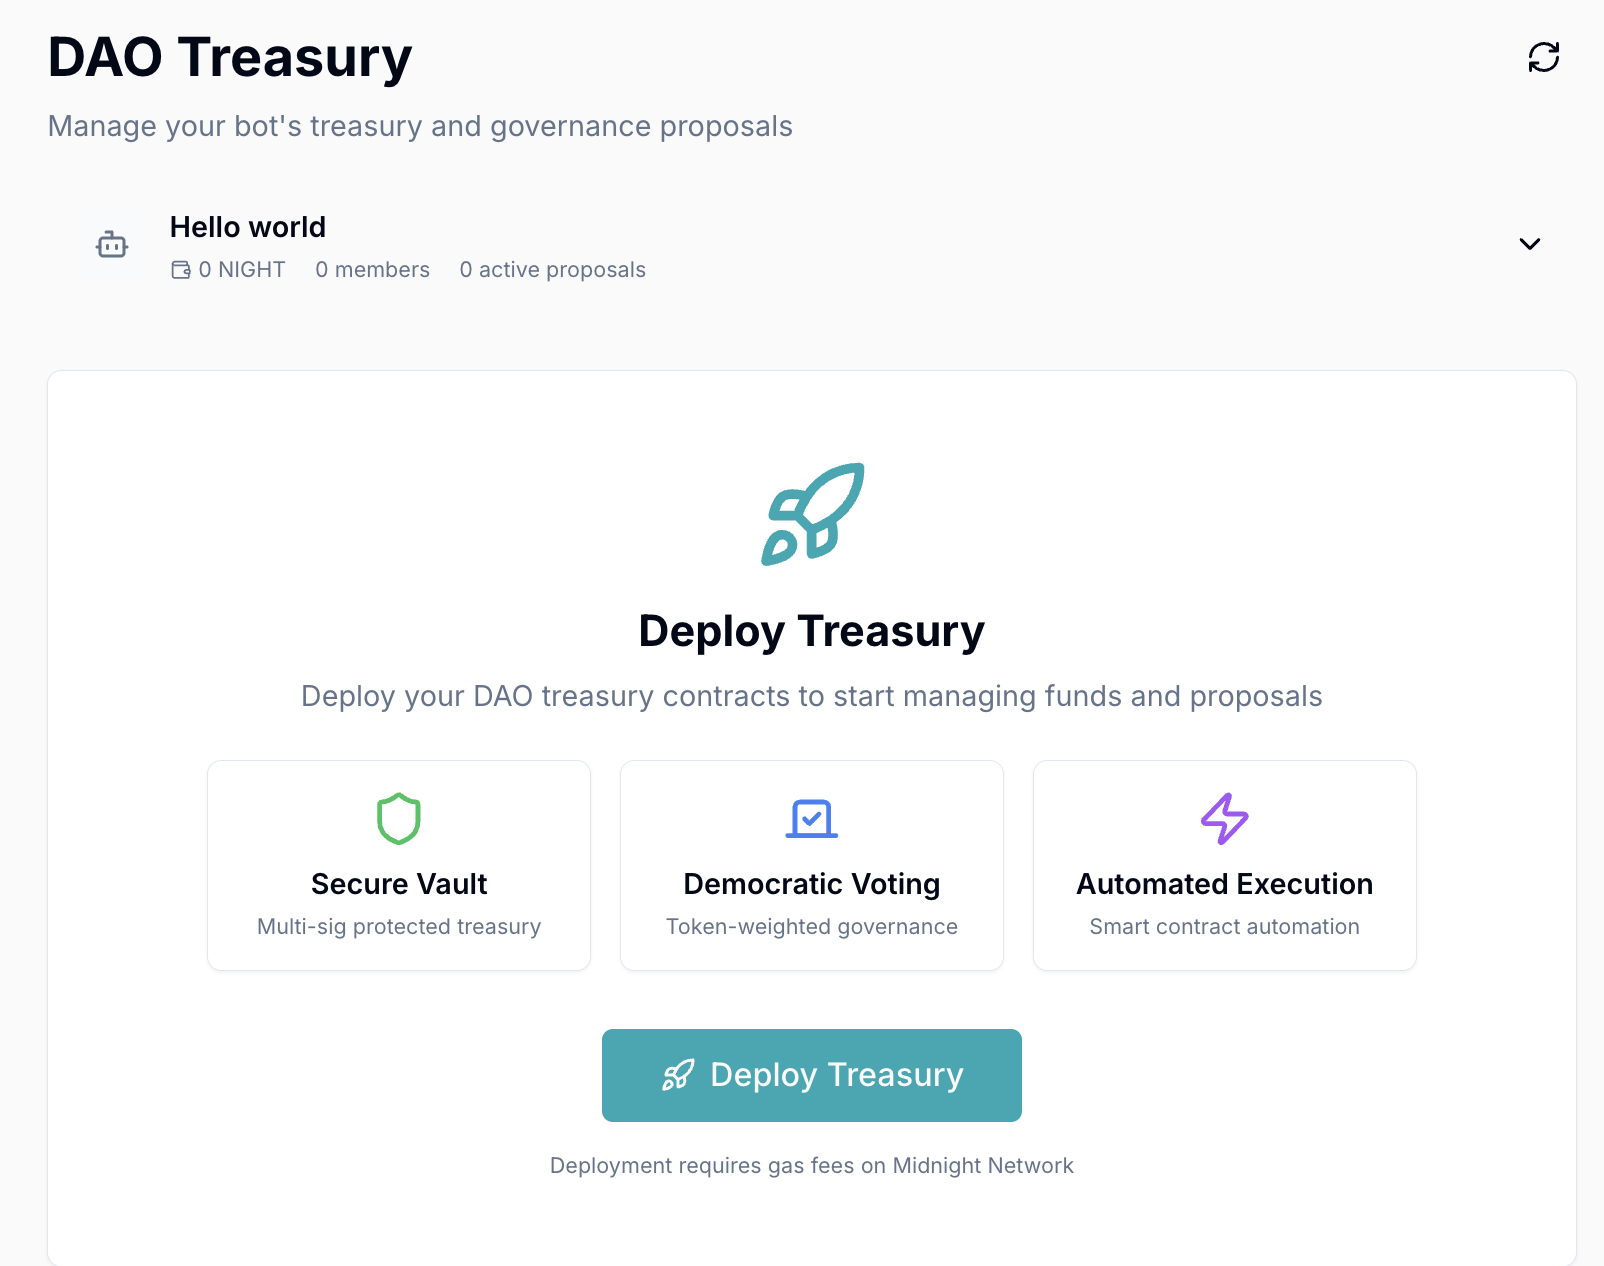 DAO Treasury
Manage your bot's treasury and governance proposals
Hello world
0 NIGHT 0 members 0 active proposals
Deploy Treasury
Deploy your DAO treasury contracts to start managing funds and proposals
Secure Vault
Multi-sig protected treasury
Democratic Voting
Token-weighted governance
Automated Execution
Smart contract automation
Deploy Treasury
Deployment requires gas fees on Midnight Network